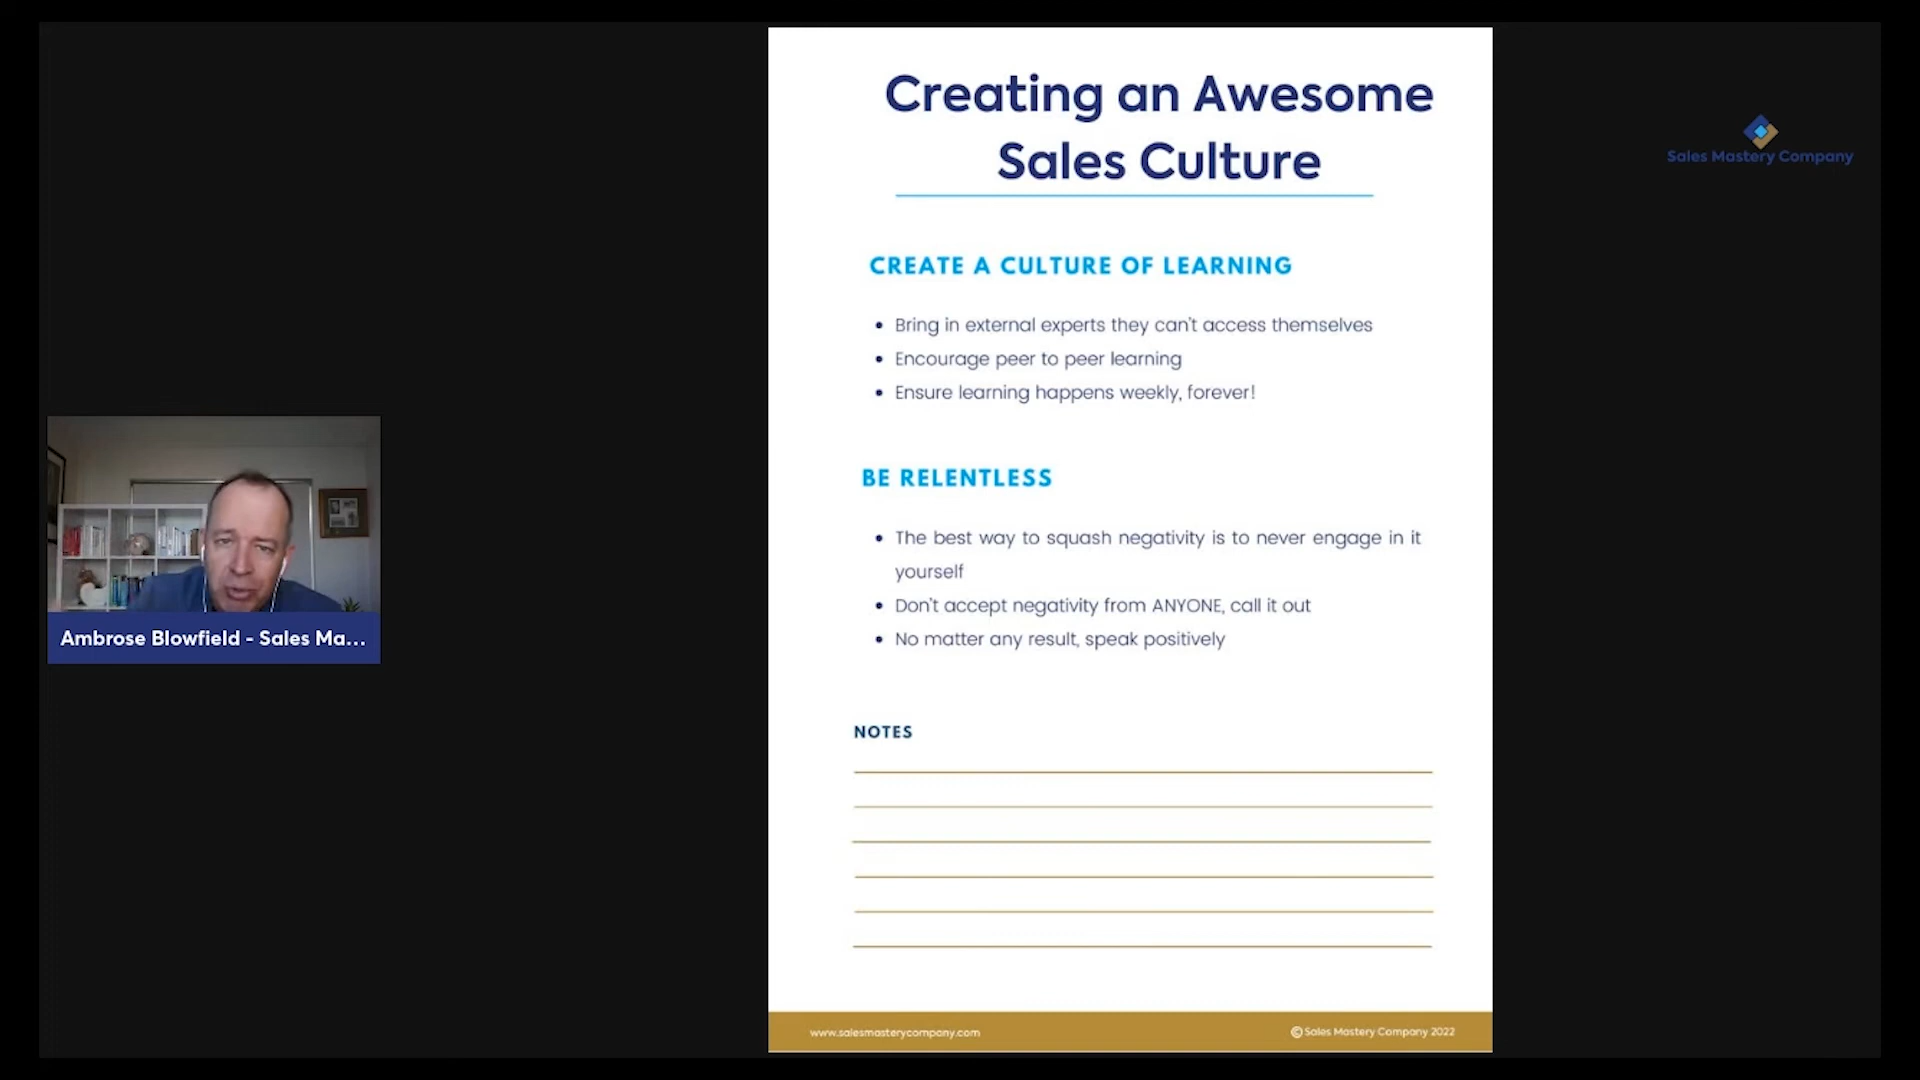 Creating an Awesome
Sales Culture
Sales Mastery Company
CREATE A CULTURE OF LEARNING
• Bring in external experts they can't access themselves
• Encourage peer to peer learning
• Ensure learning happens weekly, forever!
BE RELENTLESS
• The best way to squash negativity is to never engage in it
yourself
• Don't accept negativity from ANYONE, call it out
• No matter any result, speak positively
Ambrose Blowfield - Sales Ma...
NOTES
www.salesmasterycompany.com
© Sales Mastery Company 2022